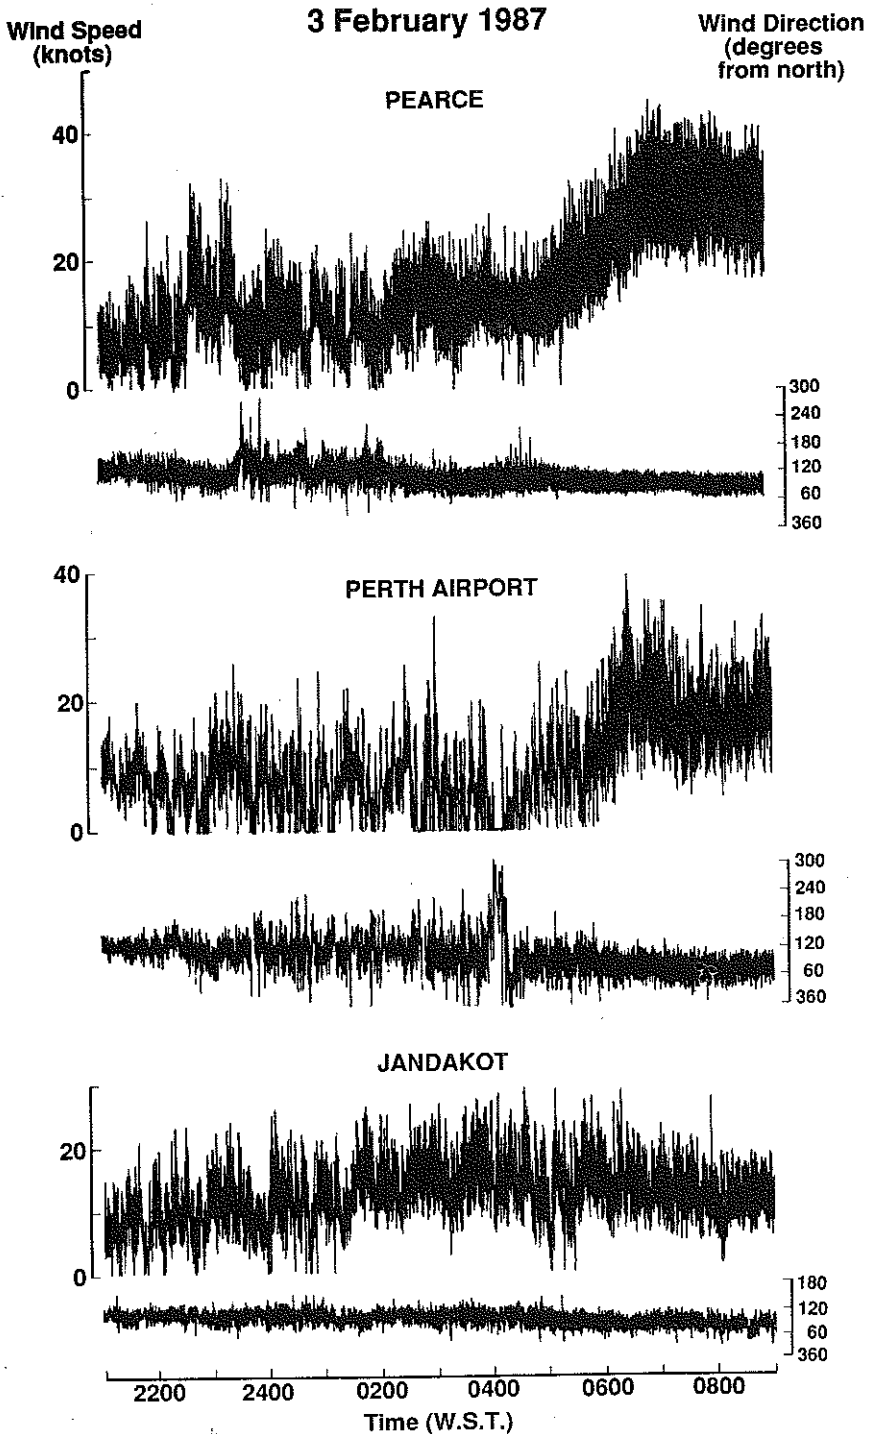 3 February 1987
Wind Speed
(knots)
Wind Direction
(degrees
from north)
PEARCE
40
20
0
300
240
180
120
60
360
PERTH AIRPORT
40
20
0
300
240
180
120
60
360
JANDAKOT
20
0
180
120
60
360
2200 2400 0200 0400 0600 0800
Time (W.S.T.)